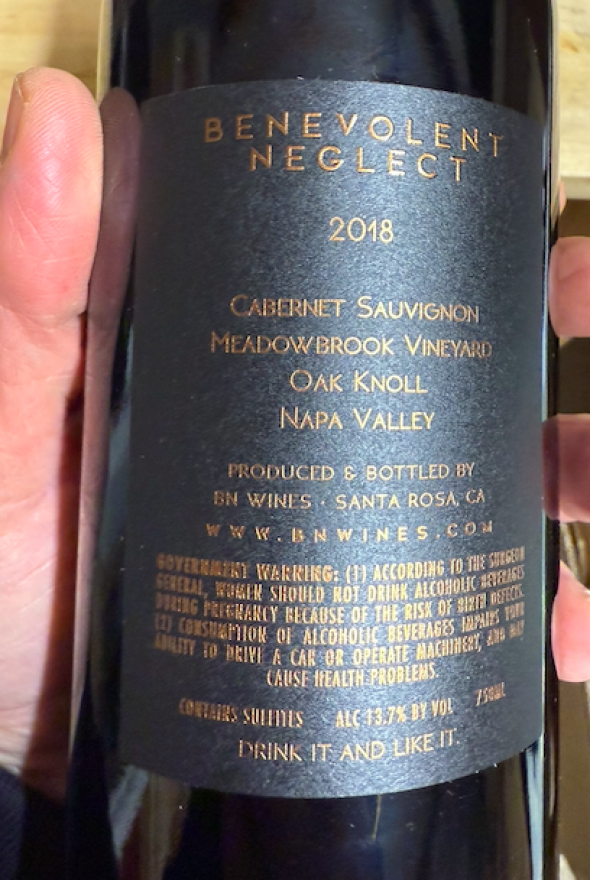 BENEVOLENT
NEGLECT
2018
CABERNET SAUVIGNON
MEADOWBROOK VINEYARD
OAK KNOLL
NAPA VALLEY
PRODUCED & BOTTLED BY
BN WINES · SANTA ROSA, CA
WWW.BNWINES.COM
GOVERNMENT WARNING: (1) ACCORDING TO THE SURGEON
GENERAL, WOMEN SHOULD NOT DRINK ALCOHOLIC BEVERAGES
DURING PREGNANCY BECAUSE OF THE RISK OF BIRTH DEFECTS.
(2) CONSUMPTION OF ALCOHOLIC BEVERAGES IMPAIRS YOUR
ABILITY TO DRIVE A CAR OR OPERATE MACHINERY, AND MAY
CAUSE HEALTH PROBLEMS.
CONTAINS SULFITES ALC 13.7% BY VOL 750ML
DRINK IT AND LIKE IT.